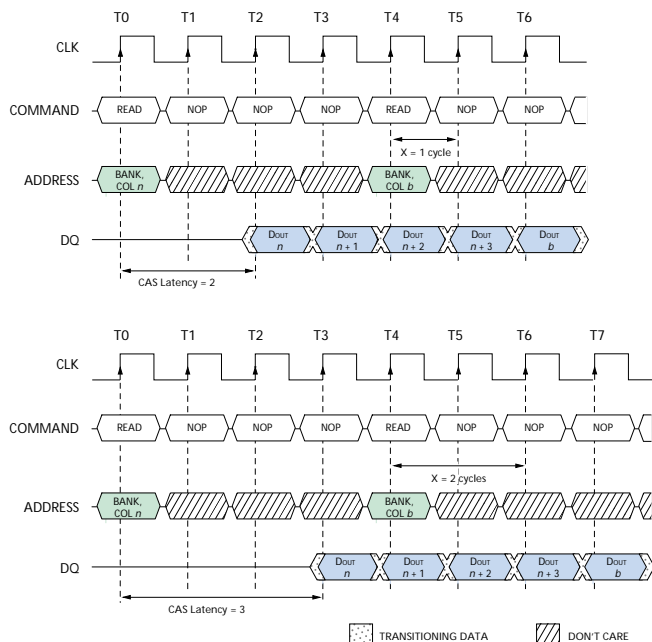 T0 T1 T2 T3 T4 T5 T6
CLK
COMMAND READ NOP NOP NOP READ NOP NOP
X = 1 cycle
ADDRESS BANK, COL n BANK, COL b
DQ DOUT n DOUT n + 1 DOUT n + 2 DOUT n + 3 DOUT b
CAS Latency = 2
T0 T1 T2 T3 T4 T5 T6 T7
CLK
COMMAND READ NOP NOP NOP READ NOP NOP NOP
X = 2 cycles
ADDRESS BANK, COL n BANK, COL b
DQ DOUT n DOUT n + 1 DOUT n + 2 DOUT n + 3 DOUT b
CAS Latency = 3
TRANSITIONING DATA DON'T CARE